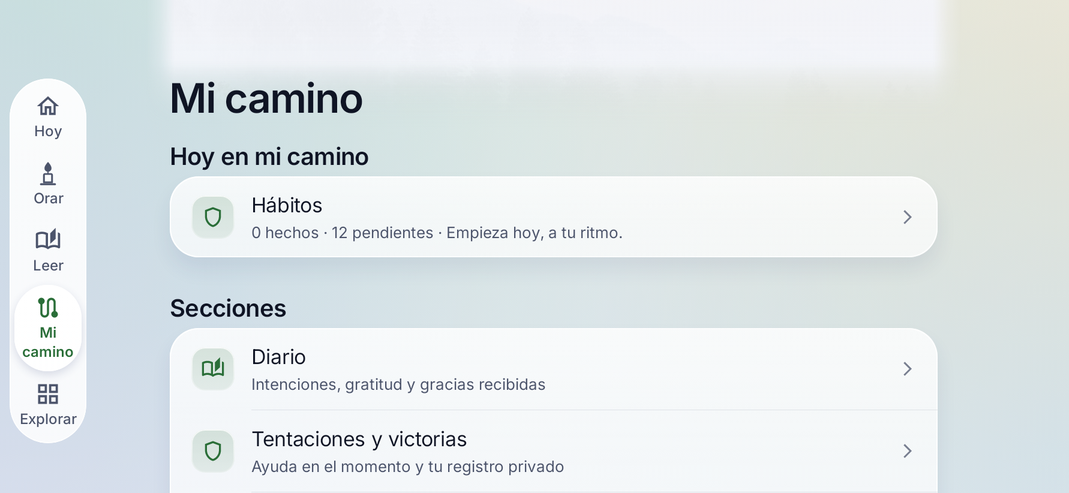 Mi camino
Hoy en mi camino
Hábitos
0 hechos · 12 pendientes · Empieza hoy, a tu ritmo.
Secciones
Diario
Intenciones, gratitud y gracias recibidas
Tentaciones y victorias
Ayuda en el momento y tu registro privado
Hoy
Orar
Leer
Mi
camino
Explorar